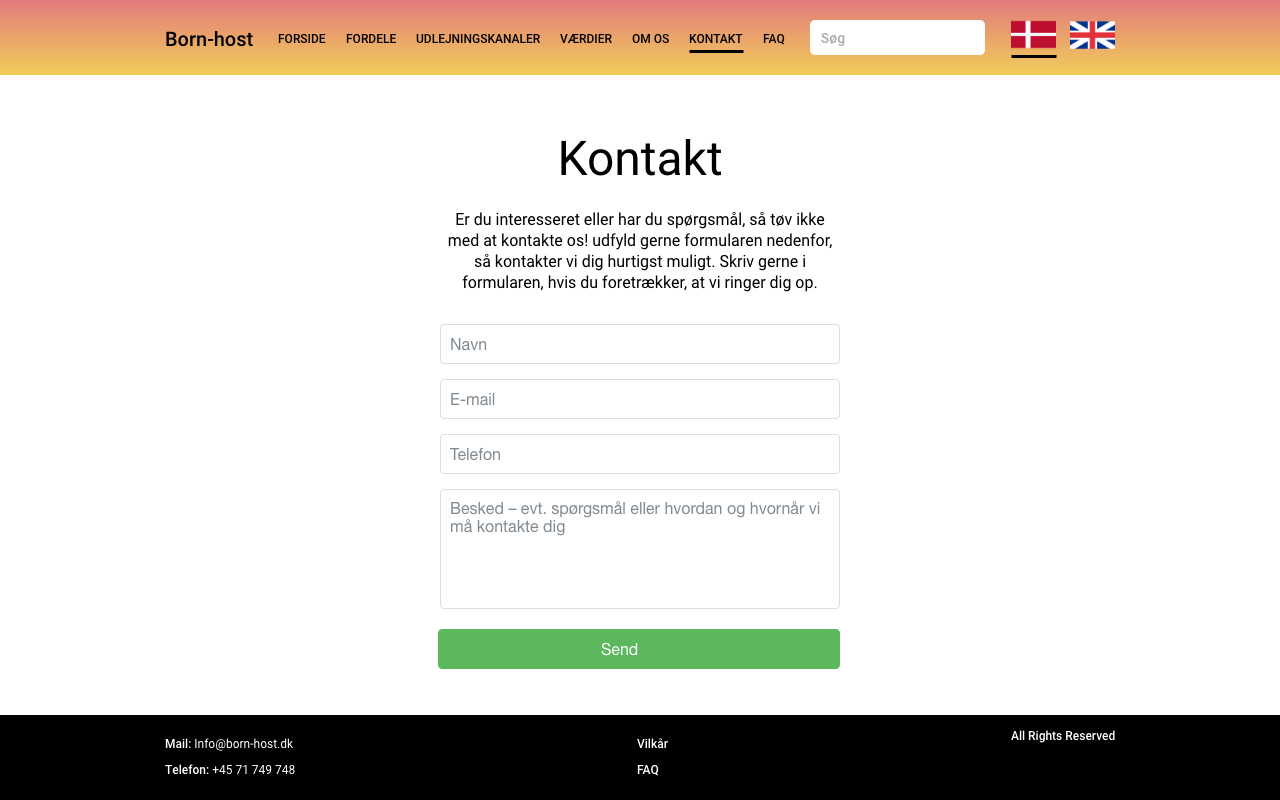 Born-host FORSIDE FORDELE UDLEJNINGSKANALER VÆRDIER OM OS KONTAKT FAQ Søg
Kontakt
Er du interesseret eller har du spørgsmål, så tøv ikke
med at kontakte os! udfyld gerne formularen nedenfor,
så kontakter vi dig hurtigst muligt. Skriv gerne i
formularen, hvis du foretrækker, at vi ringer dig op.
Navn
E-mail
Telefon
Besked – evt. spørgsmål eller hvordan og hvornår vi
må kontakte dig
Send
Mail: Info@born-host.dk
Telefon: +45 71 749 748
Vilkår
FAQ
All Rights Reserved